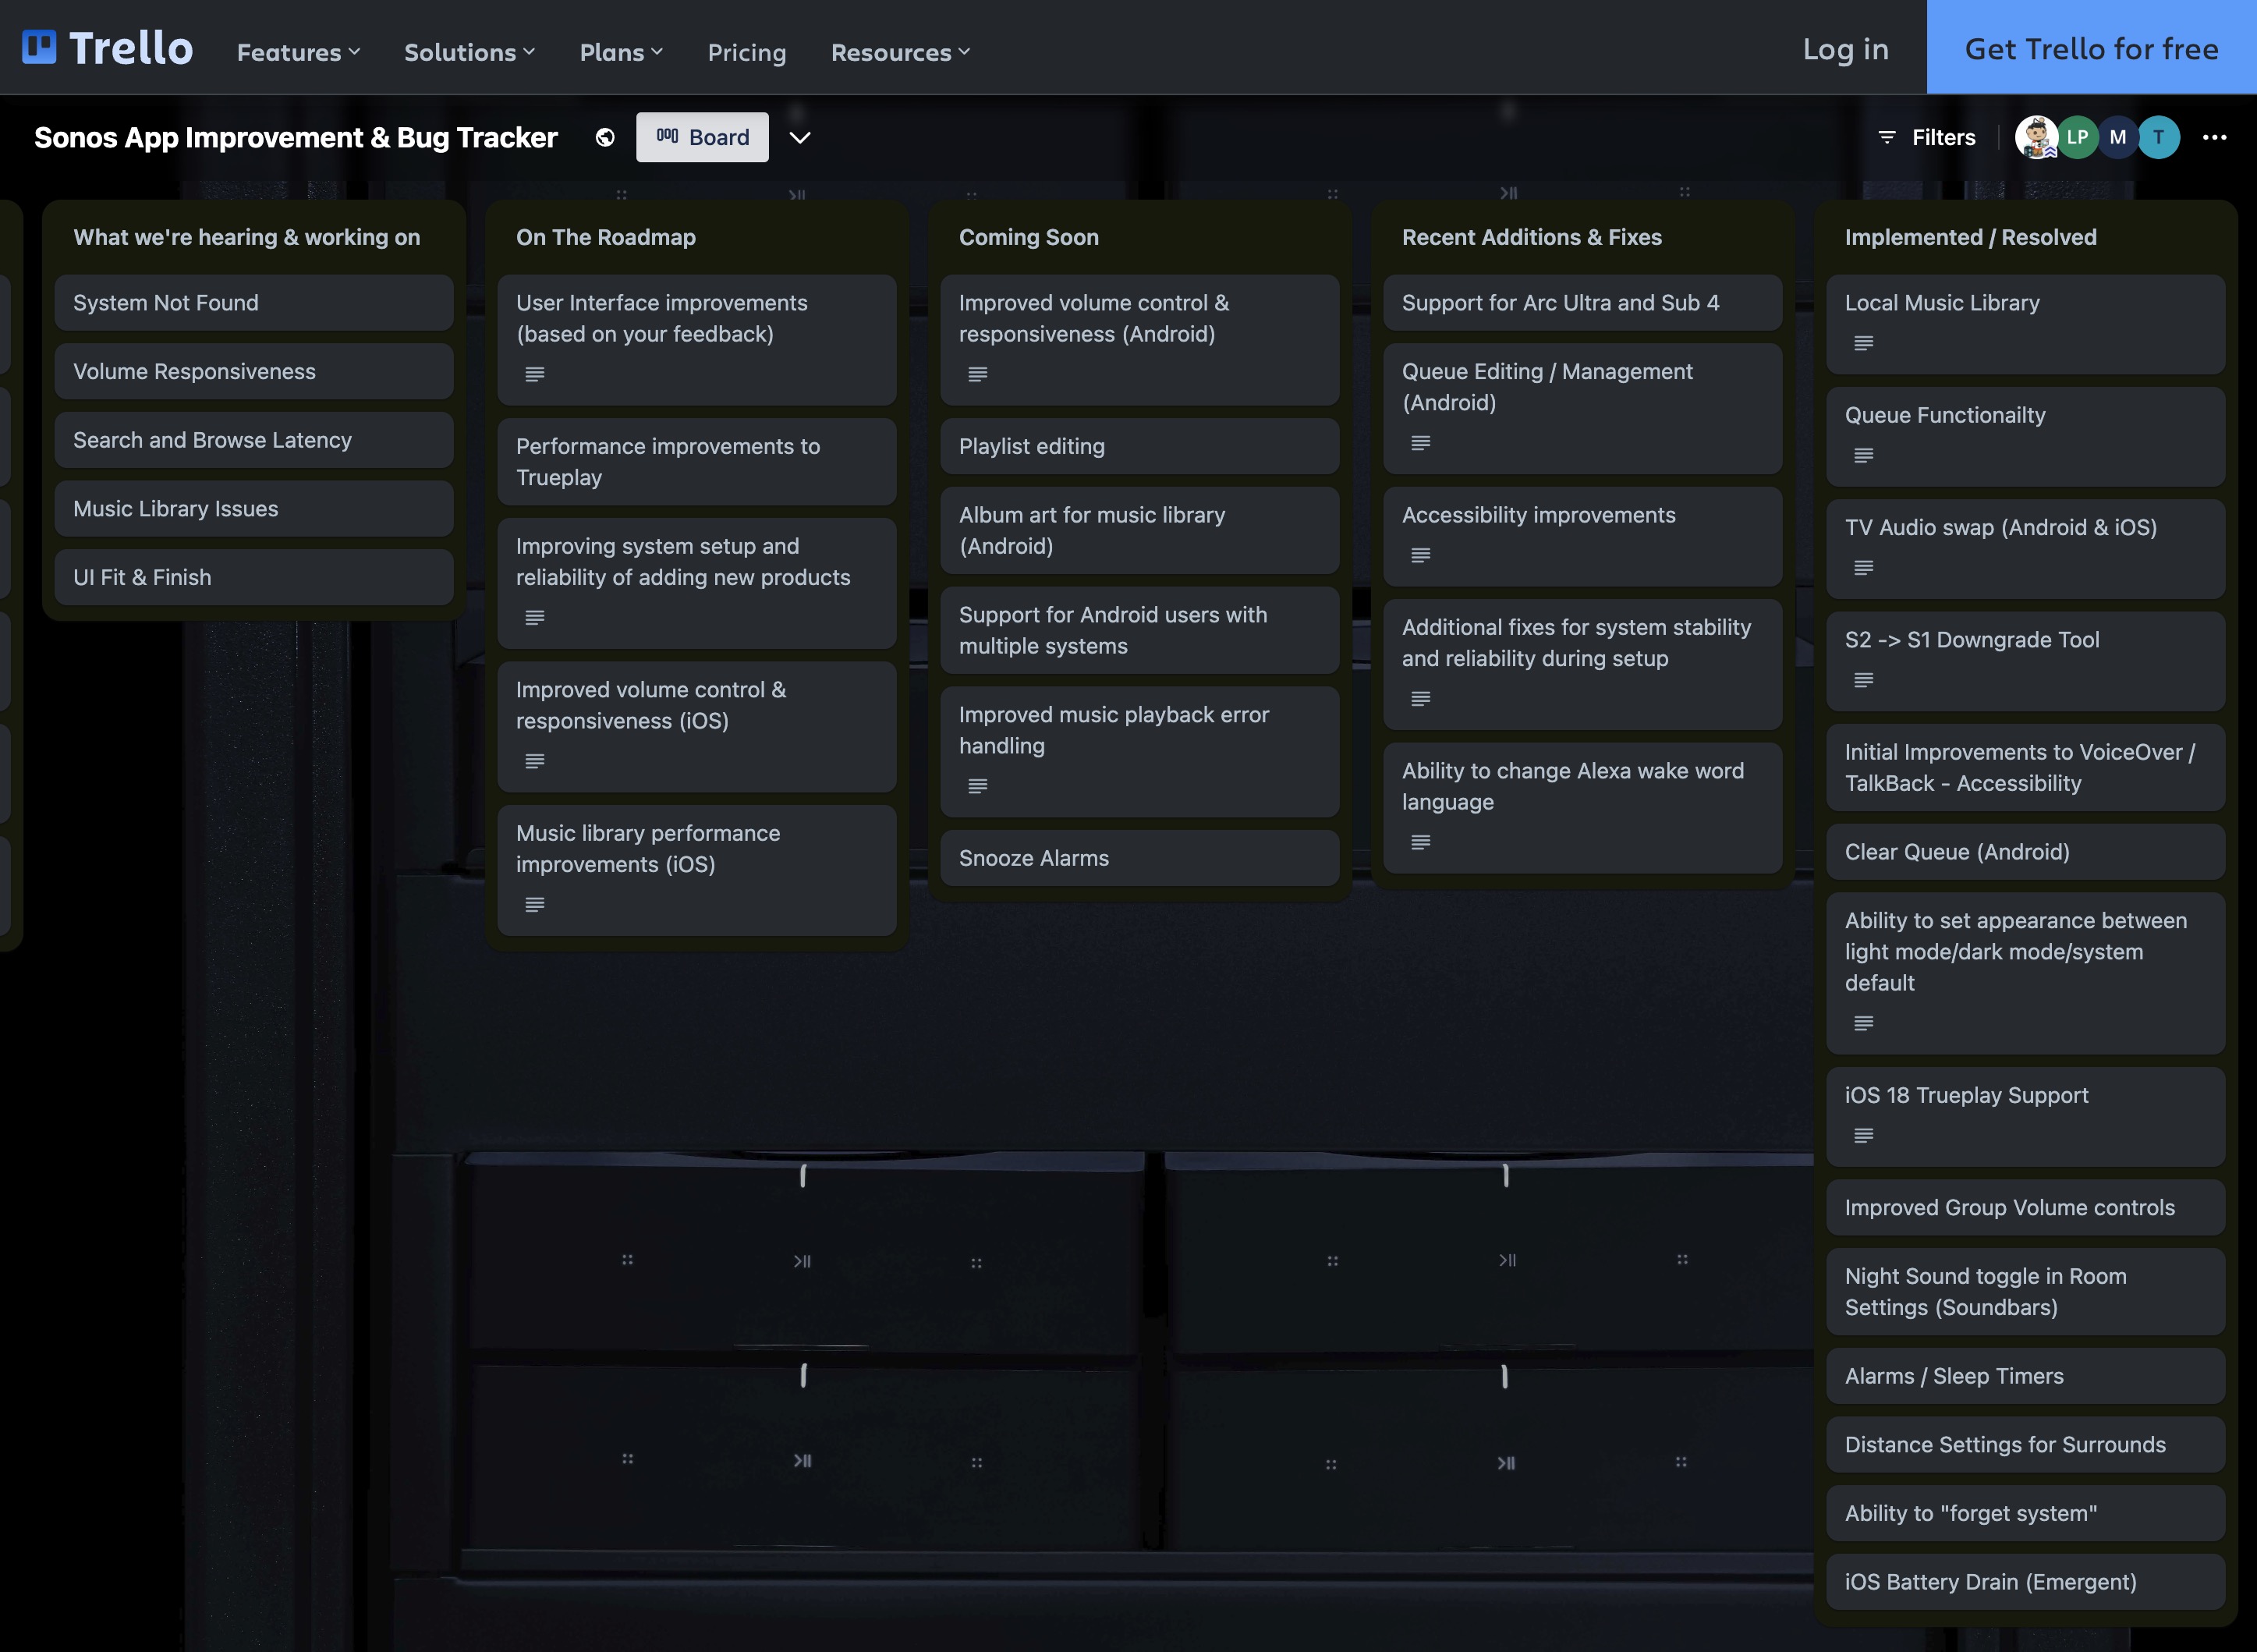 Trello
Features
Solutions
Plans
Pricing
Resources
Log in
Get Trello for free
Sonos App Improvement & Bug Tracker
Board
Filters
LP
M
T
What we're hearing & working on
System Not Found
Volume Responsiveness
Search and Browse Latency
Music Library Issues
UI Fit & Finish
On The Roadmap
User Interface improvements
(based on your feedback)
Performance improvements to
Trueplay
Improving system setup and
reliability of adding new products
Improved volume control &
responsiveness (iOS)
Music library performance
improvements (iOS)
Coming Soon
Improved volume control &
responsiveness (Android)
Playlist editing
Album art for music library
(Android)
Support for Android users with
multiple systems
Improved music playback error
handling
Snooze Alarms
Recent Additions & Fixes
Support for Arc Ultra and Sub 4
Queue Editing / Management
(Android)
Accessibility improvements
Additional fixes for system stability
and reliability during setup
Ability to change Alexa wake word
language
Implemented / Resolved
Local Music Library
Queue Functionailty
TV Audio swap (Android & iOS)
S2 -> S1 Downgrade Tool
Initial Improvements to VoiceOver /
TalkBack - Accessibility
Clear Queue (Android)
Ability to set appearance between
light mode/dark mode/system
default
iOS 18 Trueplay Support
Improved Group Volume controls
Night Sound toggle in Room
Settings (Soundbars)
Alarms / Sleep Timers
Distance Settings for Surrounds
Ability to "forget system"
iOS Battery Drain (Emergent)